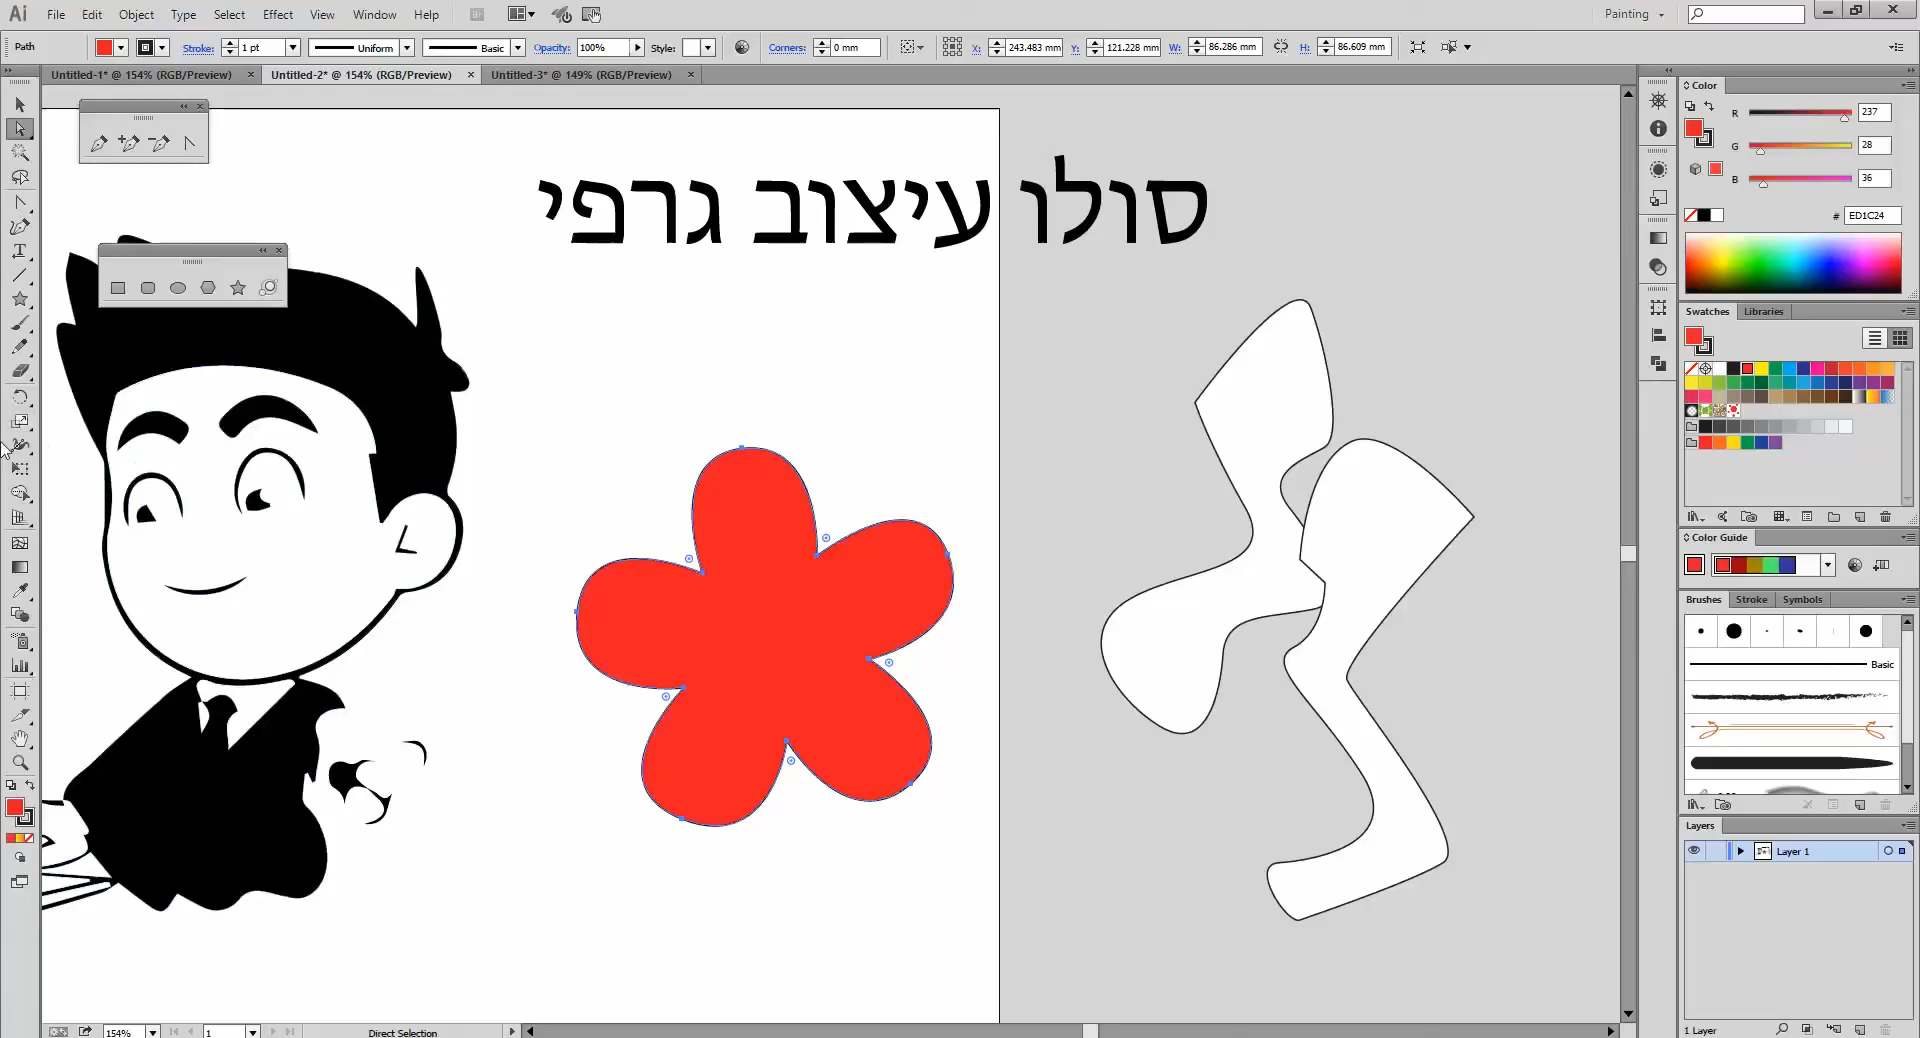 Ai File Edit Object Type Select Effect View Window Help Br Painting
Path Stroke: 1 pt Uniform Basic Opacity: 100% Style: Corners: 0 mm X: 243.483 mm Y: 121.228 mm W: 86.286 mm H: 86.609 mm
Untitled-1* @ 154% (RGB/Preview) Untitled-2* @ 154% (RGB/Preview) Untitled-3* @ 149% (RGB/Preview)
סולו עיצוב גרפי
Color
R 237
G 28
B 36
# ED1C24
Swatches Libraries
Color Guide
Brushes Stroke Symbols
Basic
Layers
Layer 1
1 Layer
154% 1 Direct Selection